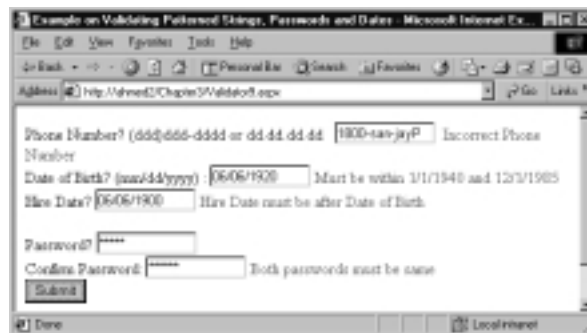 Example on Validating Patterned Strings, Passwords and Dates - Microsoft Internet Ex...
File Edit View Favorites Tools Help
Back Personal Bar Search Favorites
Address http://ahmed2/Chapter3/Validator8.aspx Go Links
Phone Number? (ddd)ddd-dddd or dd dd dd dd 1800-san-jayP Incorrect Phone
Number
Date of Birth? (mm/dd/yyyy) : 06/06/1920 Must be within 1/1/1940 and 12/1/1985
Hire Date? 06/06/1900 Hire Date must be after Date of Birth
Password? *****
Confirm Password: ****** Both passwords must be same
Submit
Done Local intranet